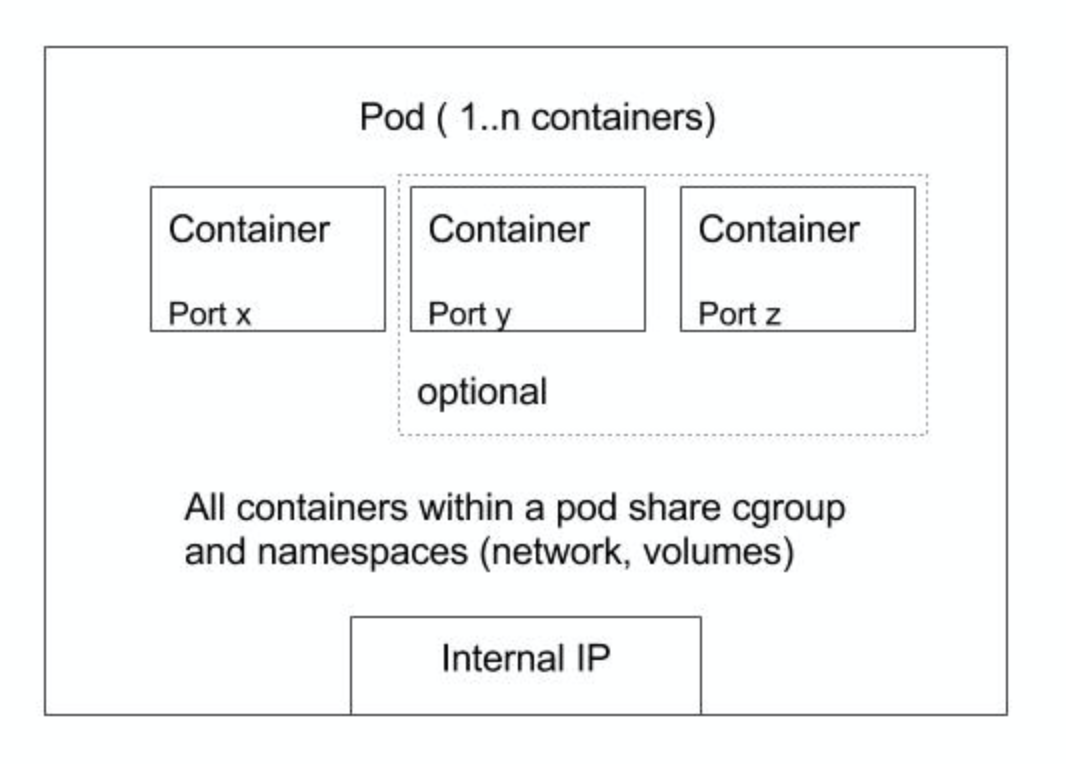 Pod ( 1..n containers)
Container
Port x
Container
Port y
Container
Port z
optional
All containers within a pod share cgroup
and namespaces (network, volumes)
Internal IP